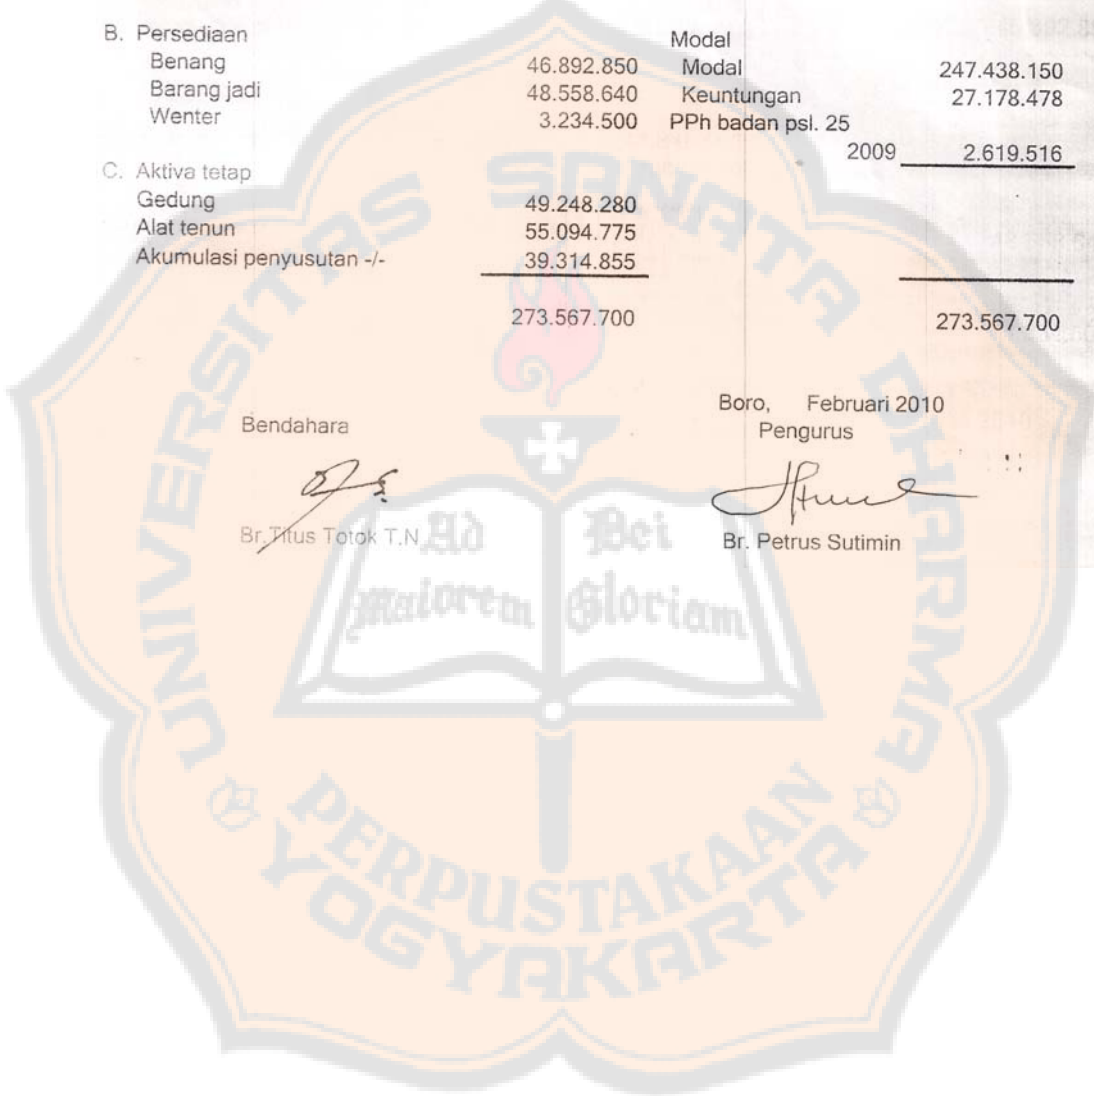 B. Persediaan
Modal
Benang 46.892.850 Modal 247.438.150
Barang jadi 48.558.640 Keuntungan 27.178.478
Wenter 3.234.500 PPh badan psl. 25
2009 2.619.516
C. Aktiva tetap
Gedung 49.248.280
Alat tenun 55.094.775
Akumulasi penyusutan -/- 39.314.855
273.567.700 273.567.700
Boro, Februari 2010
Bendahara Pengurus
Br. Titus Totok T.N. Br. Petrus Sutimin
UNIVERSITAS SANATA DHARMA
Ad Dei
maiorem Gloriam
PERPUSTAKAAN
YOGYAKARTA